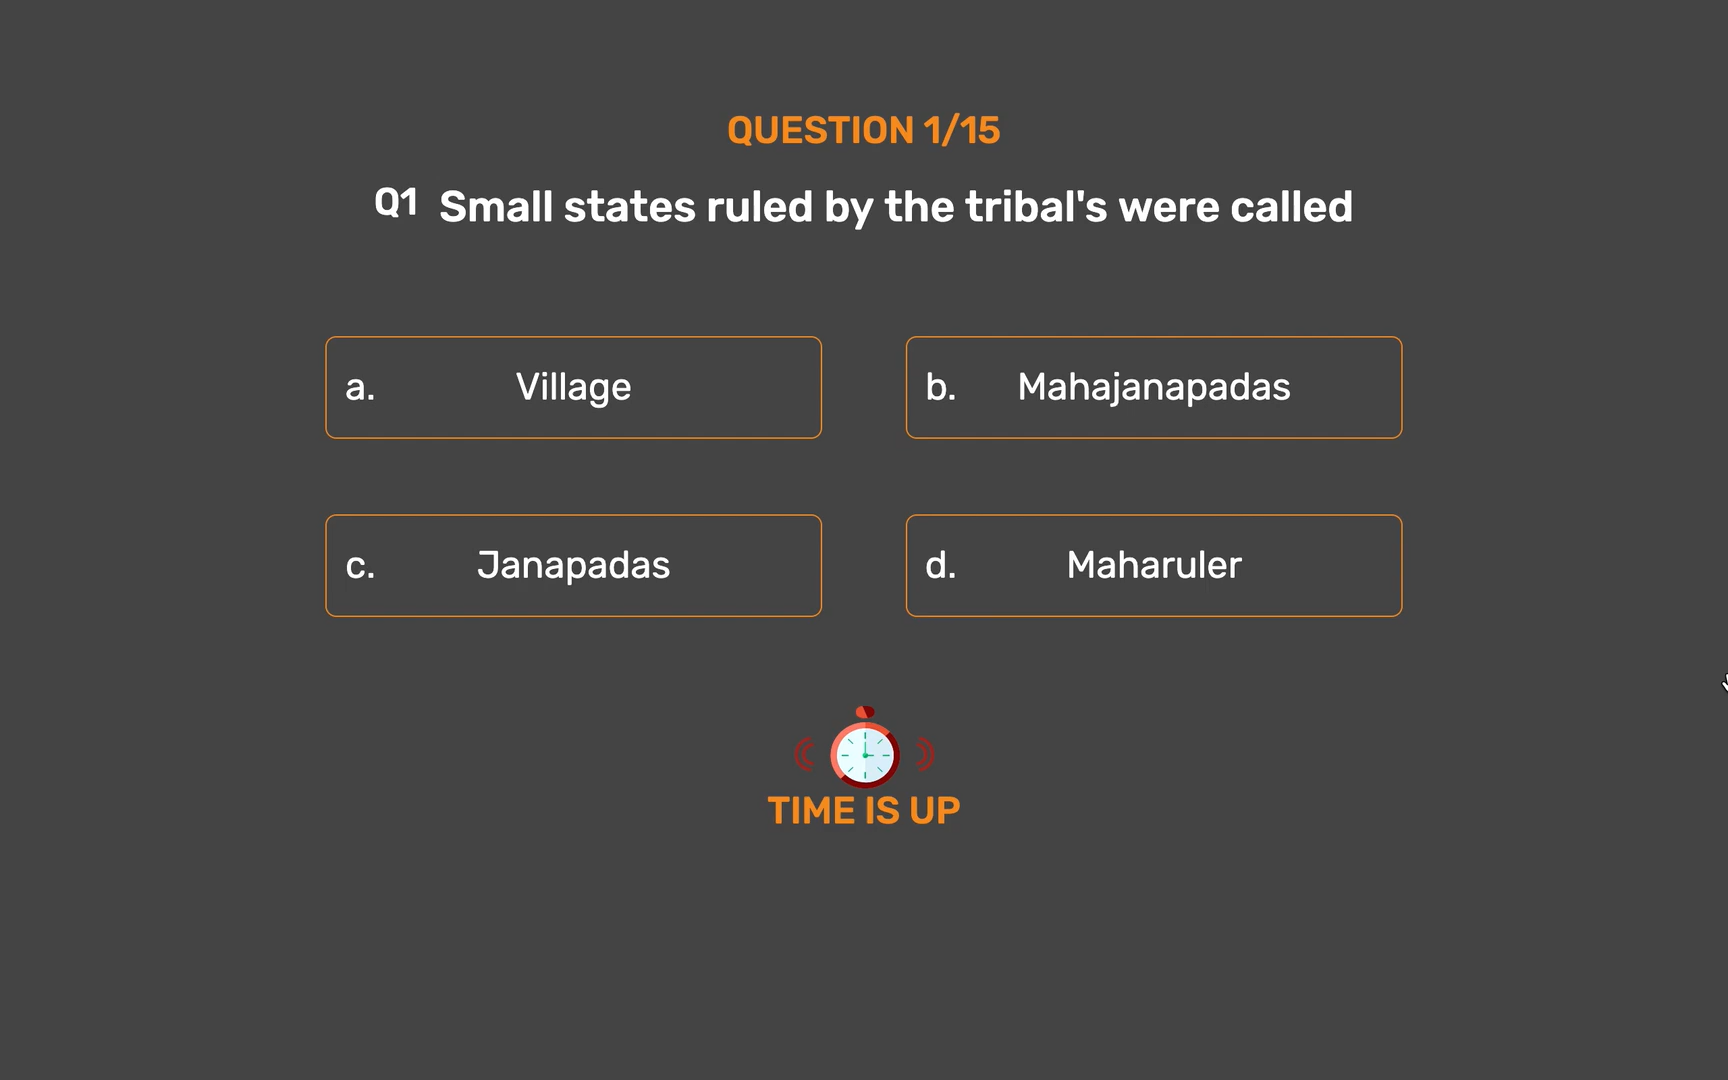 QUESTION 1/15
Q1 Small states ruled by the tribal's were called
a. Village
b. Mahajanapadas
c. Janapadas
d. Maharuler
TIME IS UP